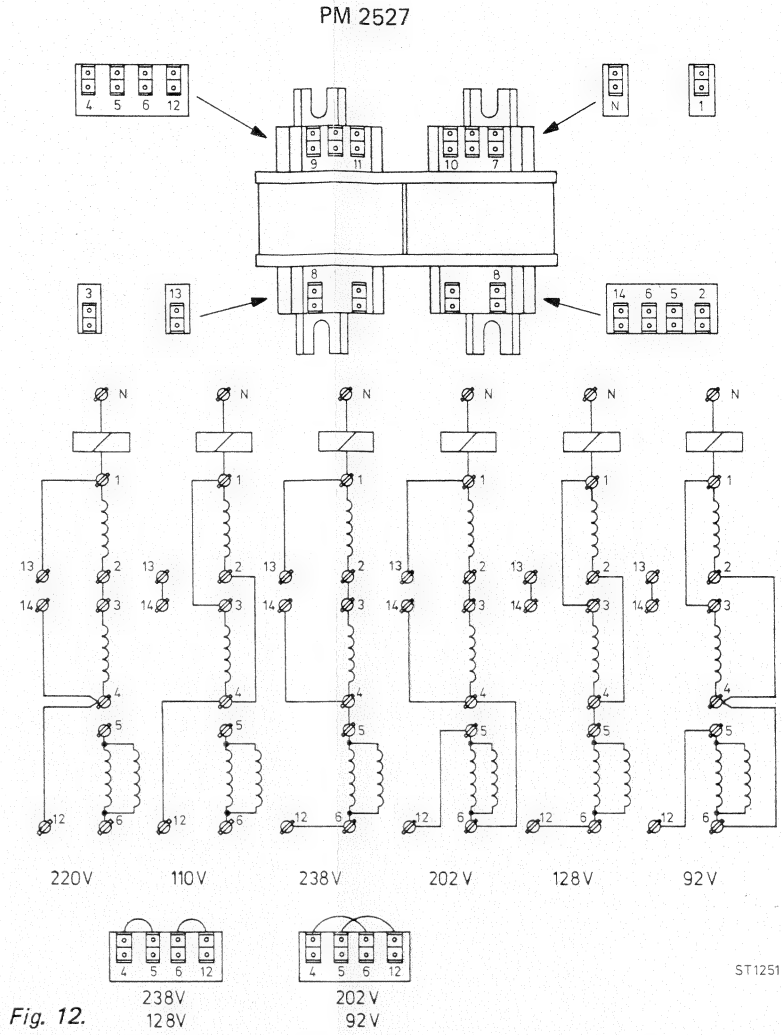 PM 2527
4 5 6 12
N
1
9 11
10 7
3
13
8
8
14 6 5 2
N N N N N N
1 1 1 1 1 1
13 2 13 2 13 2 13 2 13 2 13 2
14 3 14 3 14 3 14 3 14 3 14 3
4 4 4 4 4 4
5 5 5 5 5 5
12 6 12 6 12 6 12 6 12 6 12 6
220V 110V 238V 202V 128V 92V
4 5 6 12
4 5 6 12
ST1251
238V
202V
Fig. 12.
128V
92V